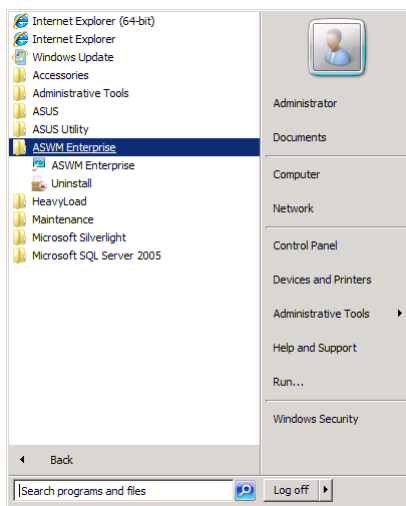 Internet Explorer (64-bit)
Internet Explorer
Windows Update
Accessories
Administrative Tools
ASUS
ASUS Utility
ASWM Enterprise
ASWM Enterprise
Uninstall
HeavyLoad
Maintenance
Microsoft Silverlight
Microsoft SQL Server 2005
Back
Search programs and files
Administrator
Documents
Computer
Network
Control Panel
Devices and Printers
Administrative Tools
Help and Support
Run...
Windows Security
Log off